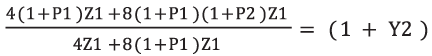 4(1+P1)Z1+8(1+P1)(1+P2)Z1
4Z1+8(1+P1)Z1
= (1 + Y2 )